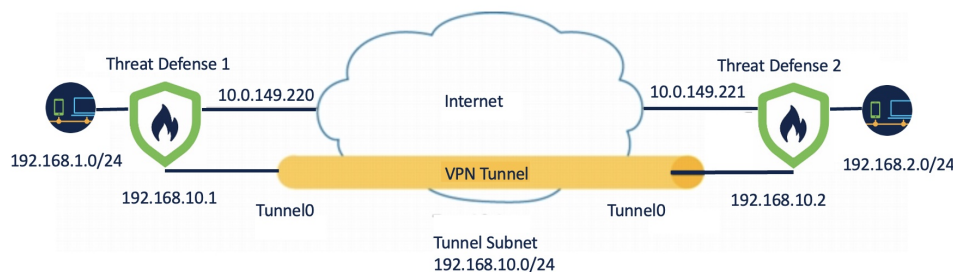 Threat Defense 1
Threat Defense 2
10.0.149.220
Internet
10.0.149.221
192.168.1.0/24
192.168.2.0/24
VPN Tunnel
192.168.10.1
192.168.10.2
Tunnel0
Tunnel0
Tunnel Subnet
192.168.10.0/24